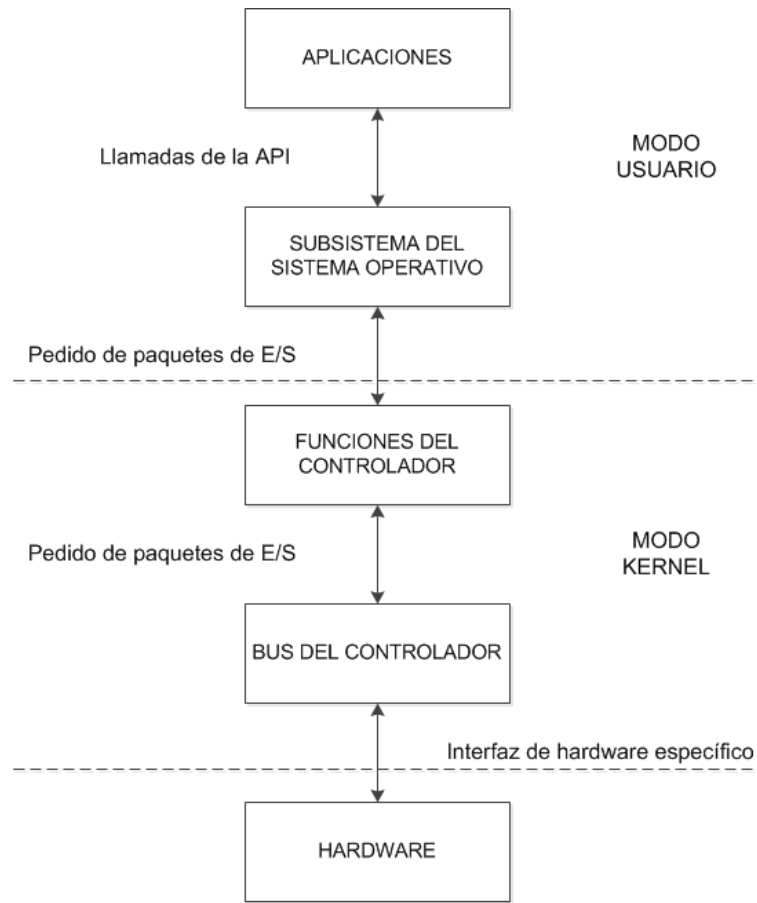 APLICACIONES
Llamadas de la API
MODO
USUARIO
SUBSISTEMA DEL
SISTEMA OPERATIVO
Pedido de paquetes de E/S
FUNCIONES DEL
CONTROLADOR
Pedido de paquetes de E/S
MODO
KERNEL
BUS DEL CONTROLADOR
Interfaz de hardware específico
HARDWARE